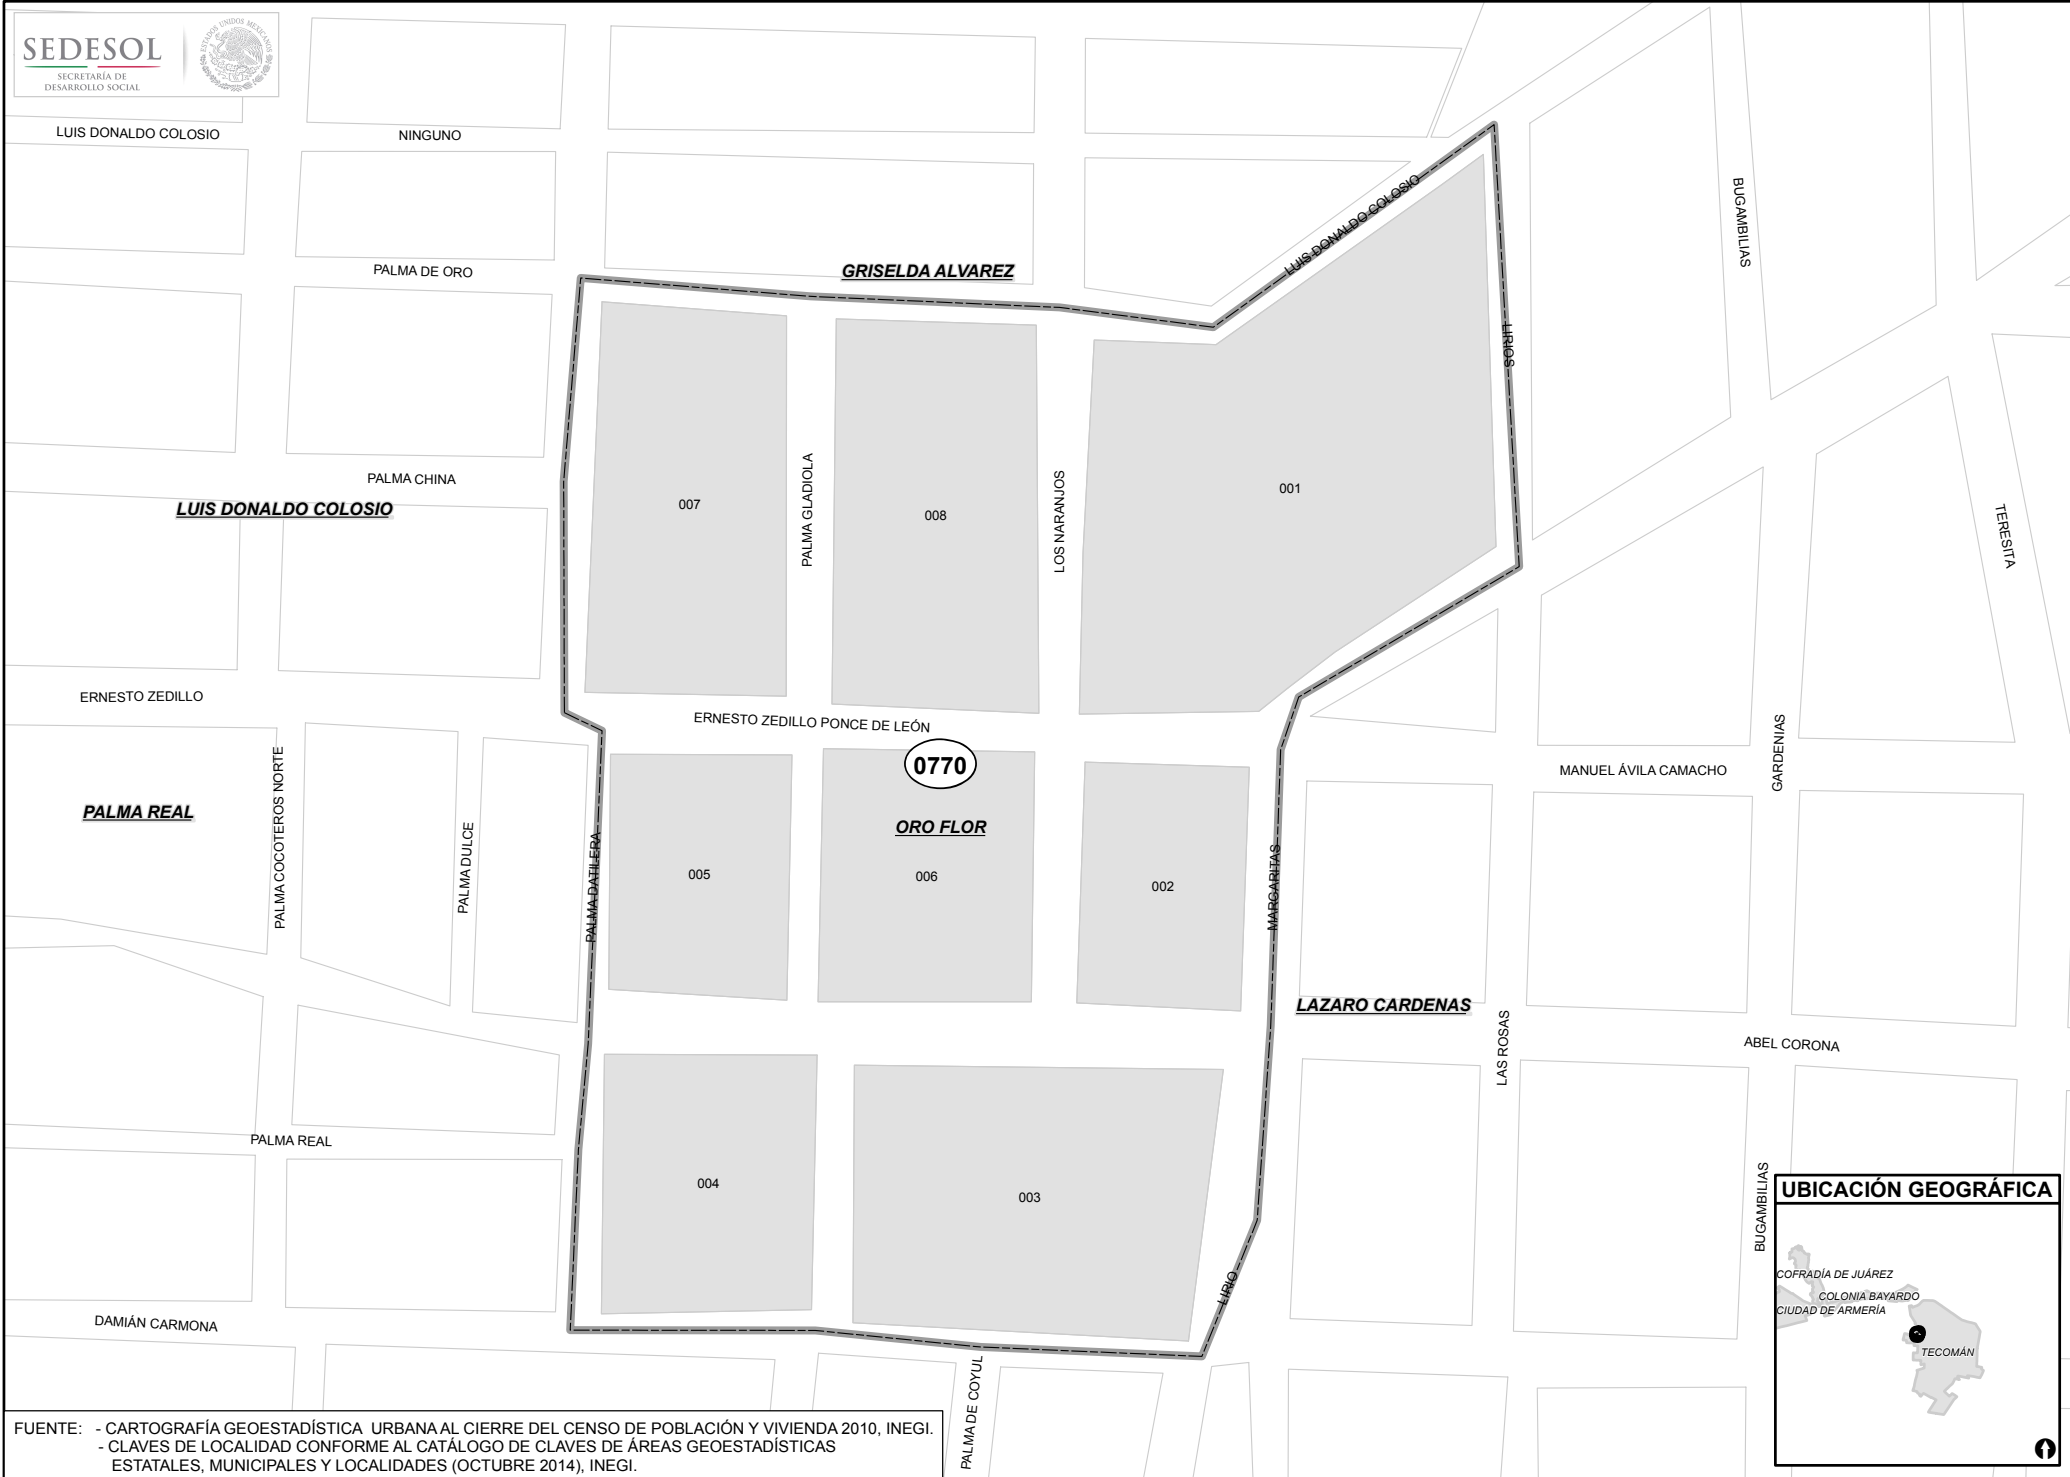 SEDESOL
SECRETARÍA DE
DESARROLLO SOCIAL
ESTADOS UNIDOS MEXICANOS
LUIS DONALDO COLOSIO
NINGUNO
LUIS DONALDO COLOSIO
BUGAMBILIAS
PALMA DE ORO
GRISELDA ALVAREZ
LIRIOS
PALMA CHINA
LUIS DONALDO COLOSIO
007
PALMA GLADIOLA
008
LOS NARANJOS
001
TERESITA
ERNESTO ZEDILLO
ERNESTO ZEDILLO PONCE DE LEÓN
0770
MANUEL ÁVILA CAMACHO
GARDENIAS
PALMA REAL
PALMA COCOTEROS NORTE
PALMA DULCE
PALMA DATILERA
ORO FLOR
005
006
002
MARGARITAS
LAZARO CARDENAS
LAS ROSAS
ABEL CORONA
PALMA REAL
004
003
BUGAMBILIAS
LIRIO
DAMIÁN CARMONA
PALMA DE COYUL
UBICACIÓN GEOGRÁFICA
COFRADÍA DE JUÁREZ
COLONIA BAYARDO
CIUDAD DE ARMERÍA
TECOMÁN
FUENTE: - CARTOGRAFÍA GEOESTADÍSTICA URBANA AL CIERRE DEL CENSO DE POBLACIÓN Y VIVIENDA 2010, INEGI.
- CLAVES DE LOCALIDAD CONFORME AL CATÁLOGO DE CLAVES DE ÁREAS GEOESTADÍSTICAS
ESTATALES, MUNICIPALES Y LOCALIDADES (OCTUBRE 2014), INEGI.